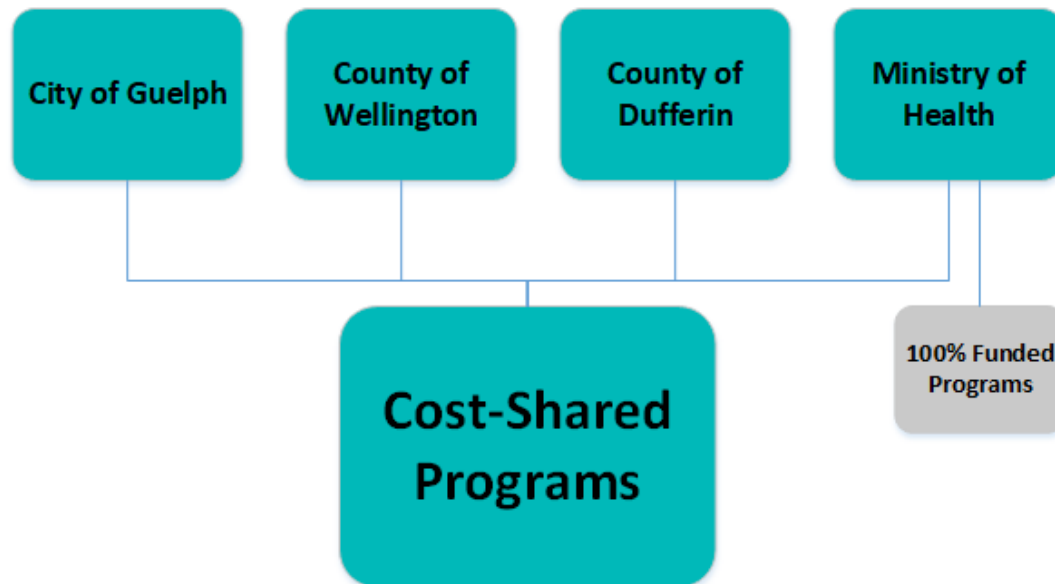 City of Guelph
County of
Wellington
County of
Dufferin
Ministry of
Health
100% Funded
Programs
Cost-Shared
Programs